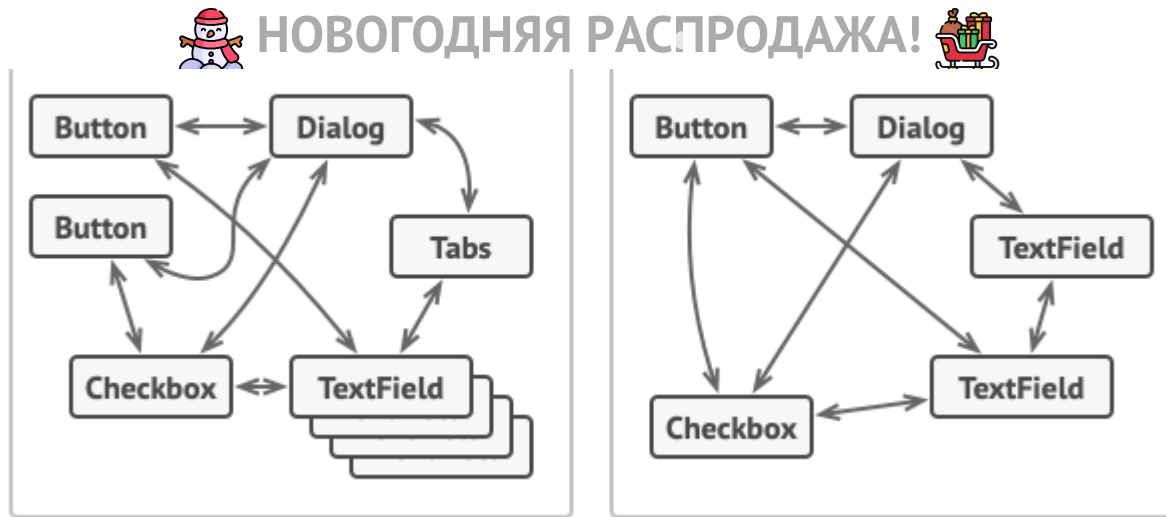 НОВОГОДНЯЯ РАСПРОДАЖА!
Button
Dialog
Button
Tabs
Checkbox
TextField
Button
Dialog
TextField
TextField
Checkbox